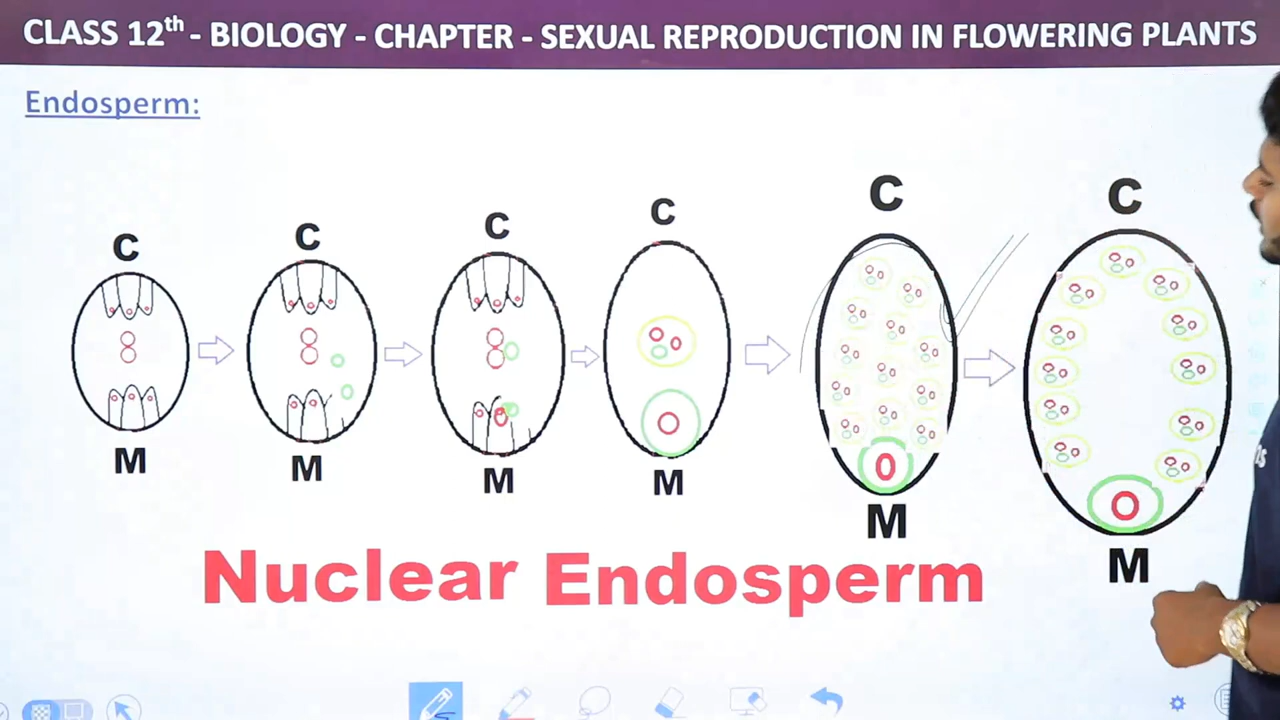 CLASS 12th - BIOLOGY - CHAPTER - SEXUAL REPRODUCTION IN FLOWERING PLANTS
Endosperm:
C C C C C C
M M M M M M
Nuclear Endosperm